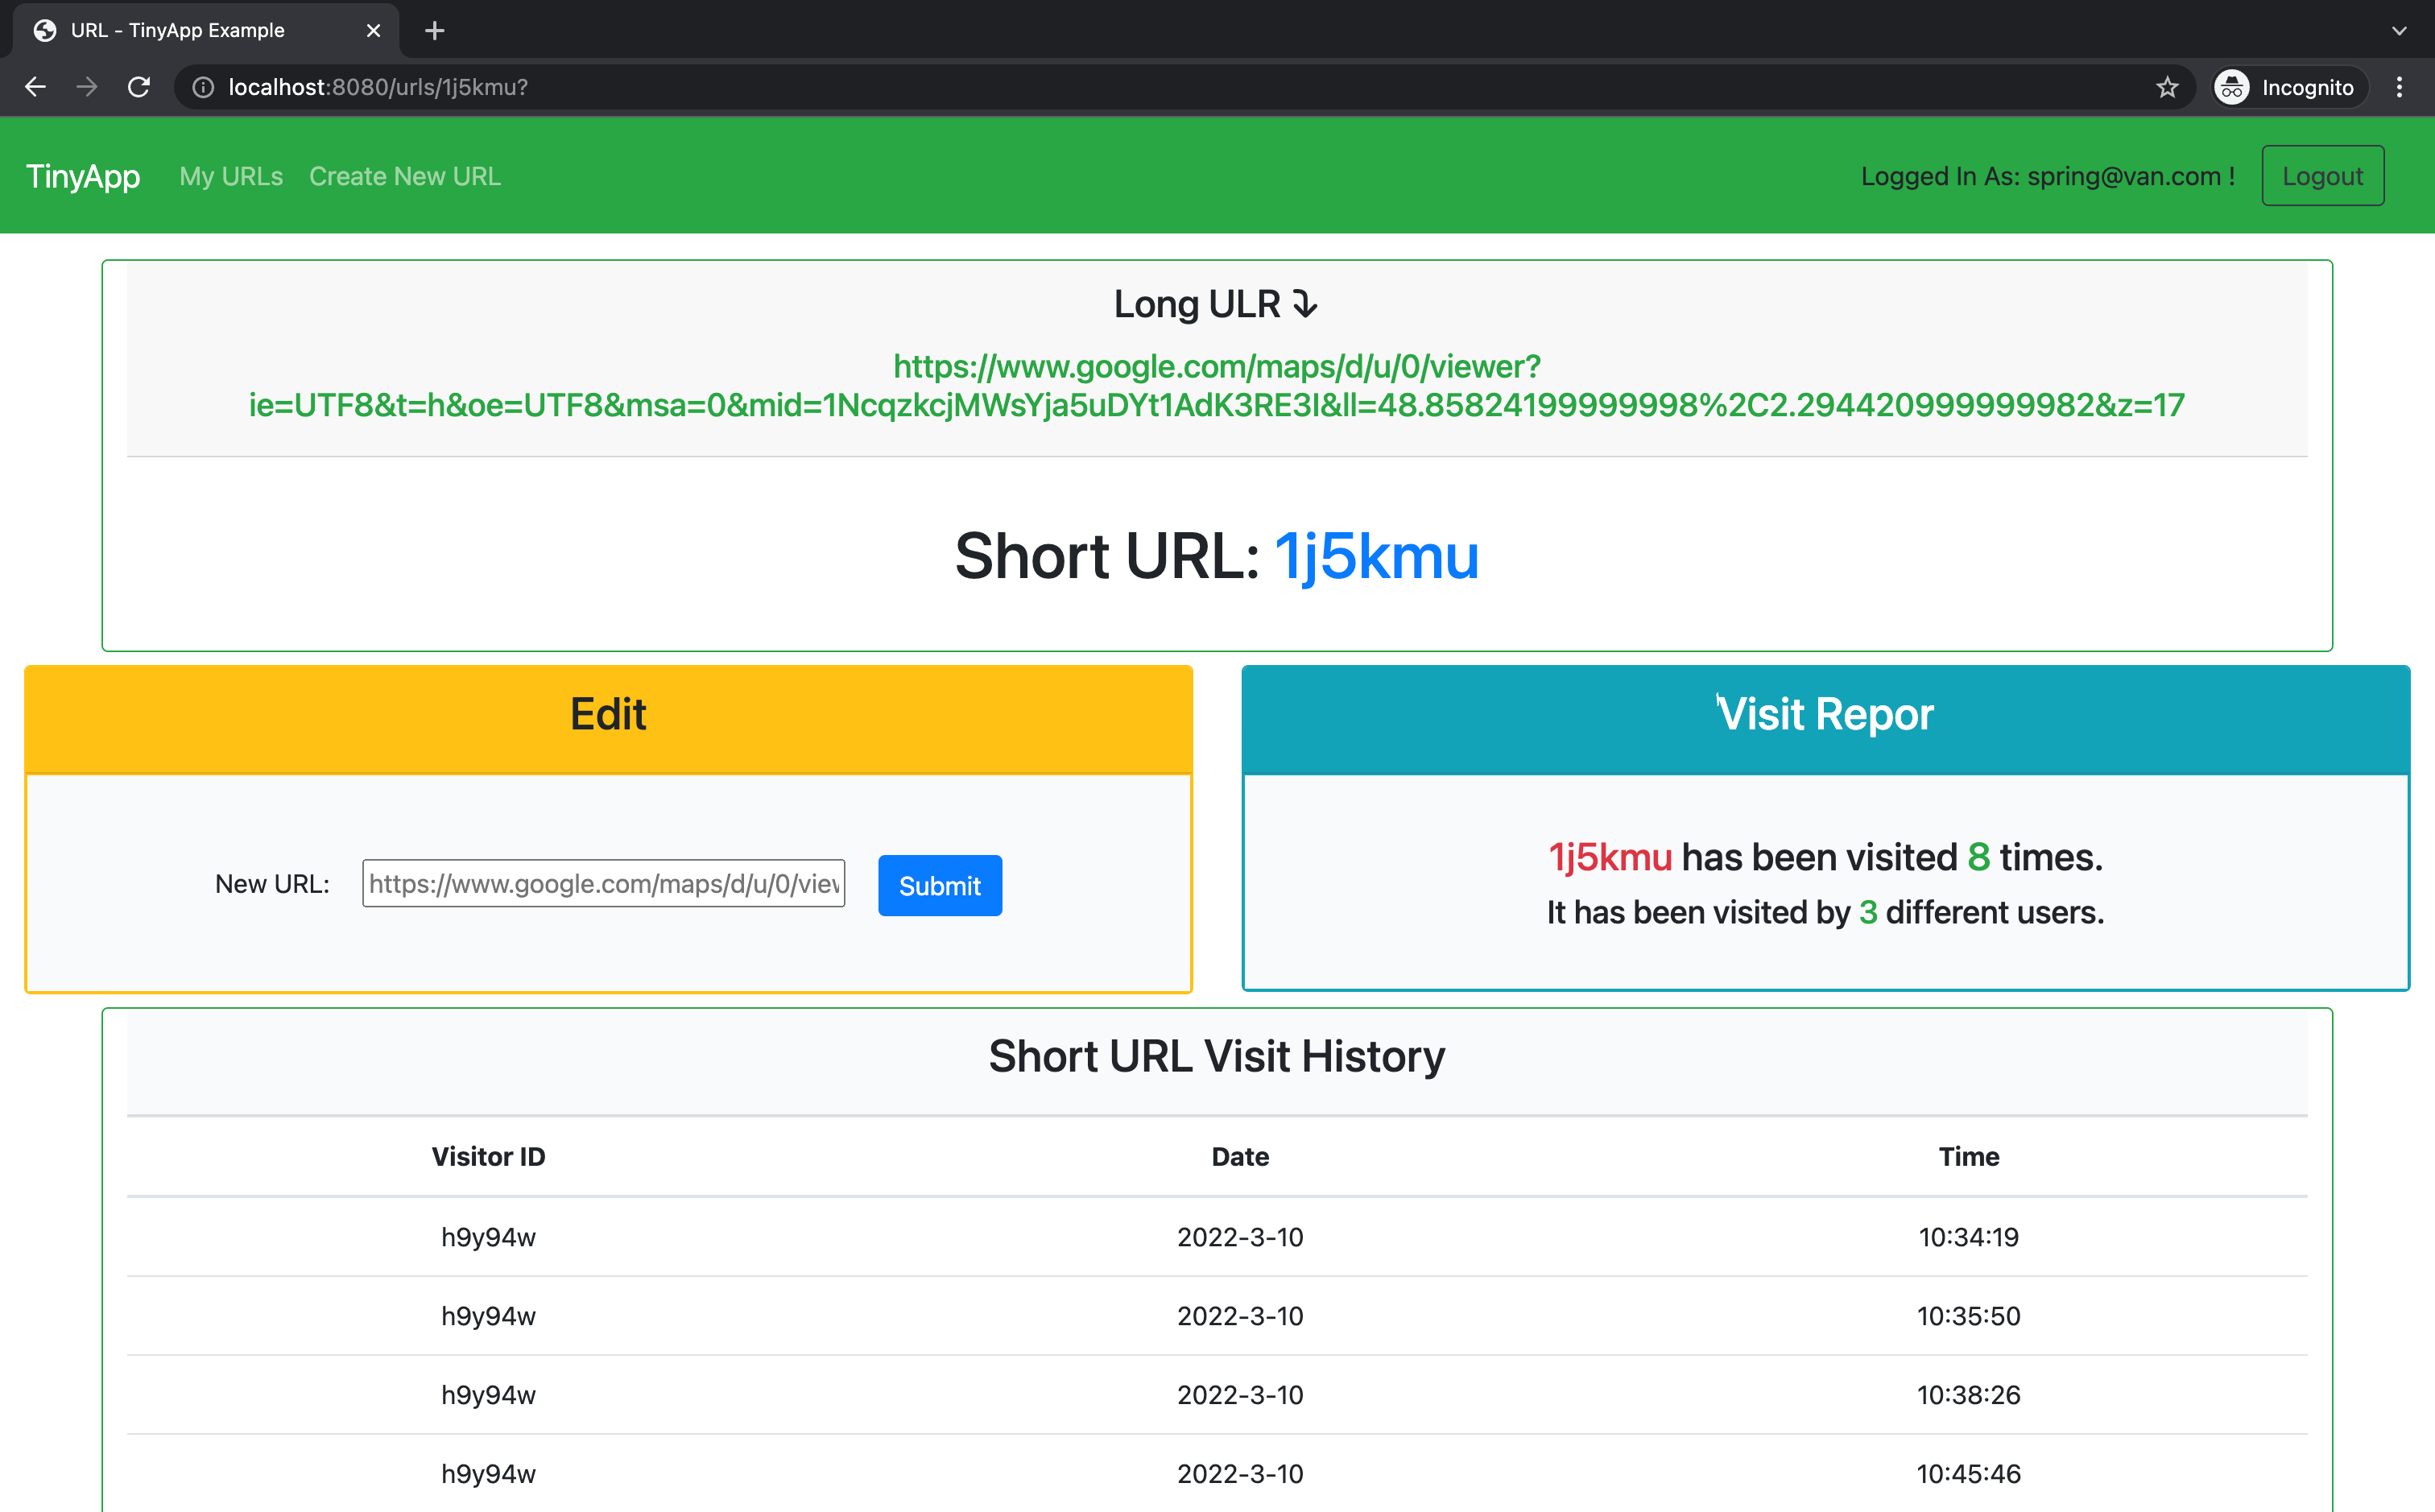 URL - TinyApp Example
localhost:8080/urls/1j5kmu?
Incognito
TinyApp My URLs Create New URL Logged In As: spring@van.com ! Logout
Long ULR
https://www.google.com/maps/d/u/0/viewer?
ie=UTF8&t=h&oe=UTF8&msa=0&mid=1NcqzkcjMWsYja5uDYt1AdK3RE3I&ll=48.85824199999998%2C2.294420999999982&z=17
Short URL: 1j5kmu
Edit
New URL: https://www.google.com/maps/d/u/0/view Submit
Visit Repor
1j5kmu has been visited 8 times.
It has been visited by 3 different users.
Short URL Visit History
Visitor ID Date Time
h9y94w 2022-3-10 10:34:19
h9y94w 2022-3-10 10:35:50
h9y94w 2022-3-10 10:38:26
h9y94w 2022-3-10 10:45:46